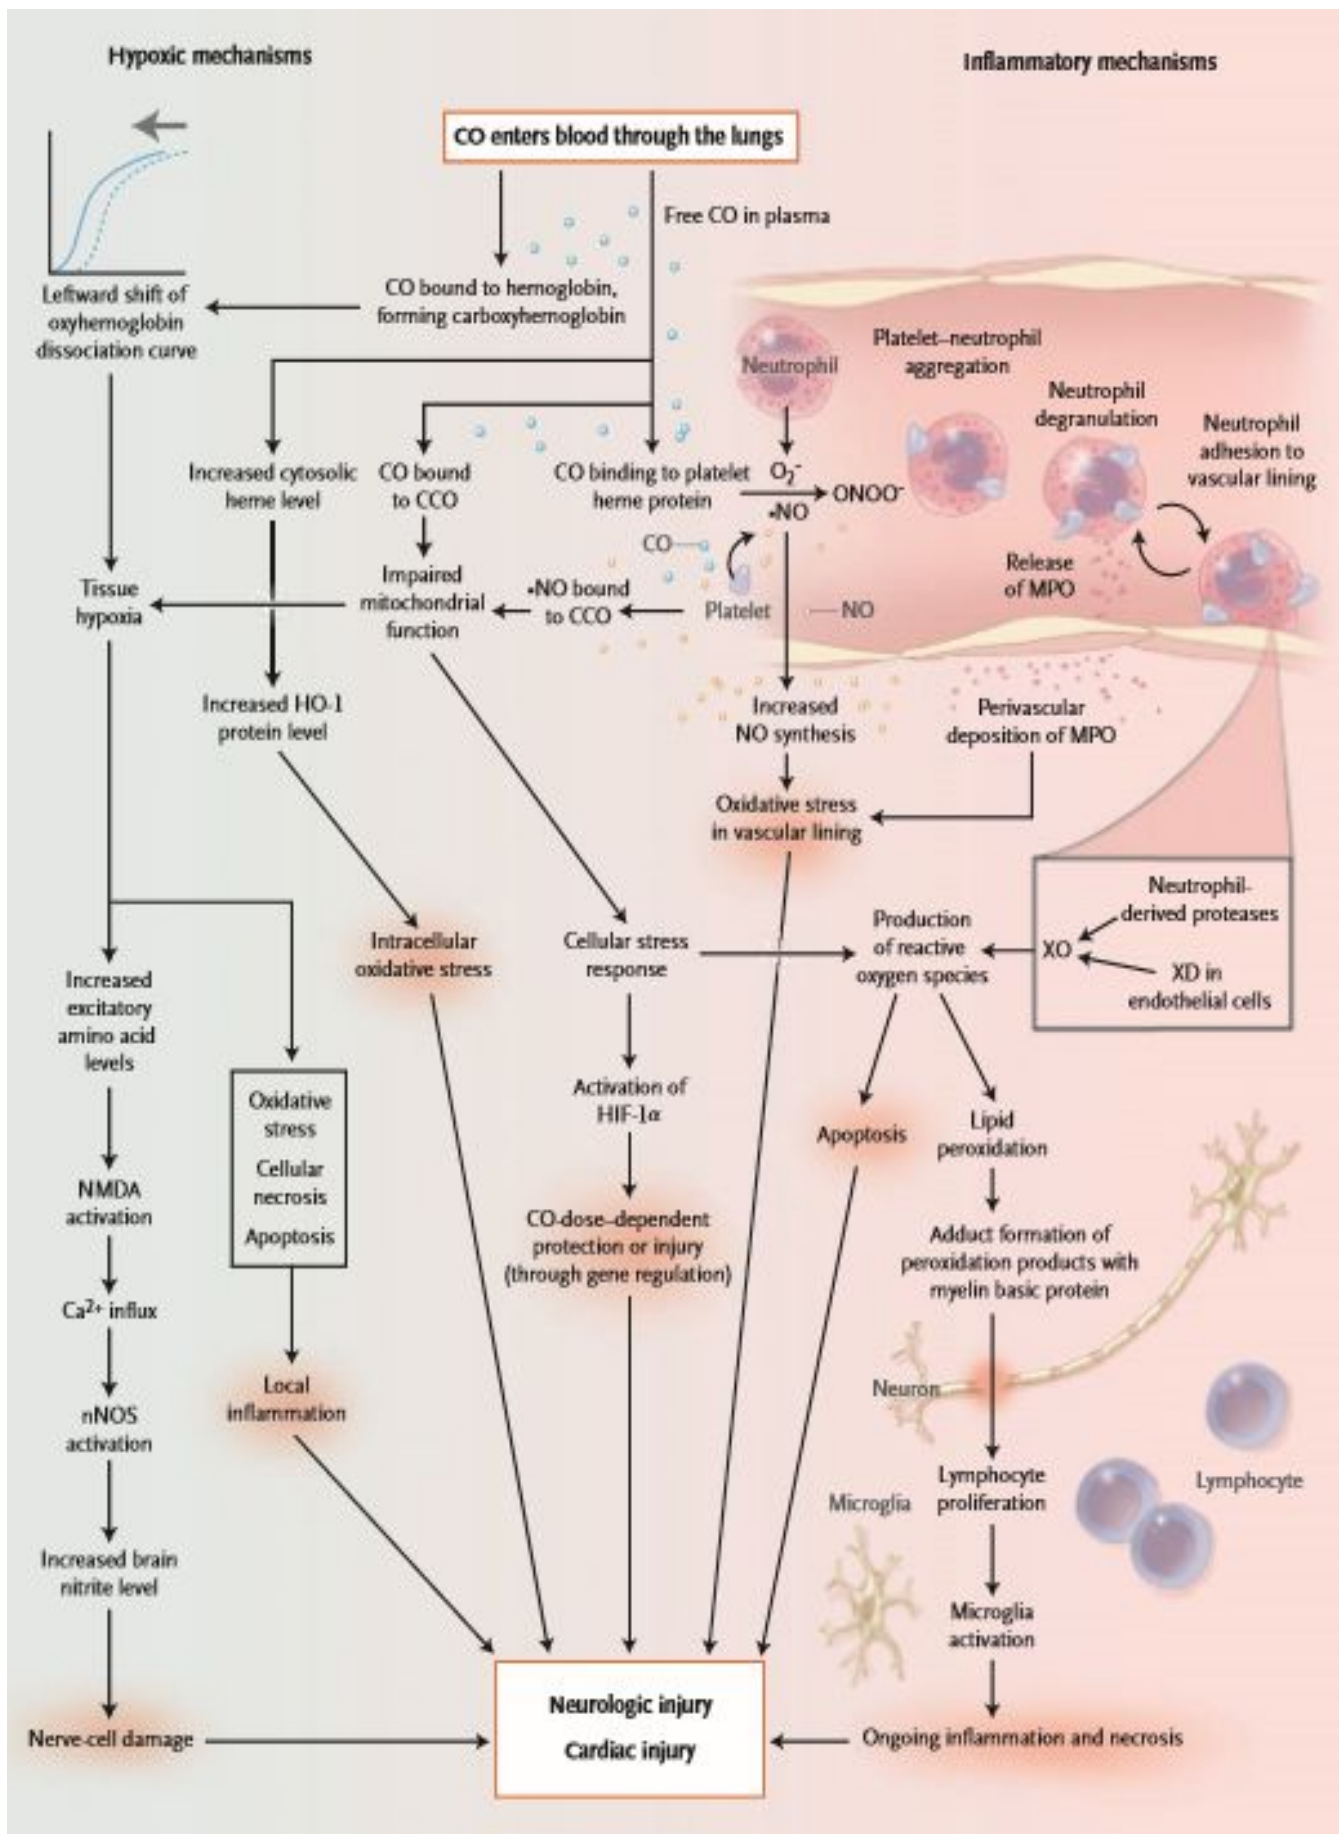 Hypoxic mechanisms
Inflammatory mechanisms
CO enters blood through the lungs
Free CO in plasma
CO bound to hemoglobin,
forming carboxyhemoglobin
Leftward shift of
oxyhemoglobin
dissociation curve
Neutrophil
Platelet–neutrophil
aggregation
Neutrophil
degranulation
Neutrophil
adhesion to
vascular lining
Increased cytosolic
heme level
CO bound
to CCO
CO binding to platelet
heme protein
O₂⁻
•NO
ONOO⁻
CO
Platelet
NO
Release
of MPO
Tissue
hypoxia
Impaired
mitochondrial
function
•NO bound
to CCO
Increased HO-1
protein level
Increased
NO synthesis
Perivascular
deposition of MPO
Oxidative stress
in vascular lining
Neutrophil-
derived proteases
XO
XD in
endothelial cells
Production
of reactive
oxygen species
Intracellular
oxidative stress
Cellular stress
response
Increased
excitatory
amino acid
levels
Oxidative
stress
Cellular
necrosis
Apoptosis
Activation of
HIF-1α
Apoptosis
Lipid
peroxidation
NMDA
activation
CO-dose–dependent
protection or injury
(through gene regulation)
Adduct formation of
peroxidation products with
myelin basic protein
Ca²⁺ influx
Local
inflammation
Neuron
nNOS
activation
Lymphocyte
proliferation
Lymphocyte
Microglia
Increased brain
nitrite level
Microglia
activation
Nerve-cell damage
Neurologic injury
Cardiac injury
Ongoing inflammation and necrosis